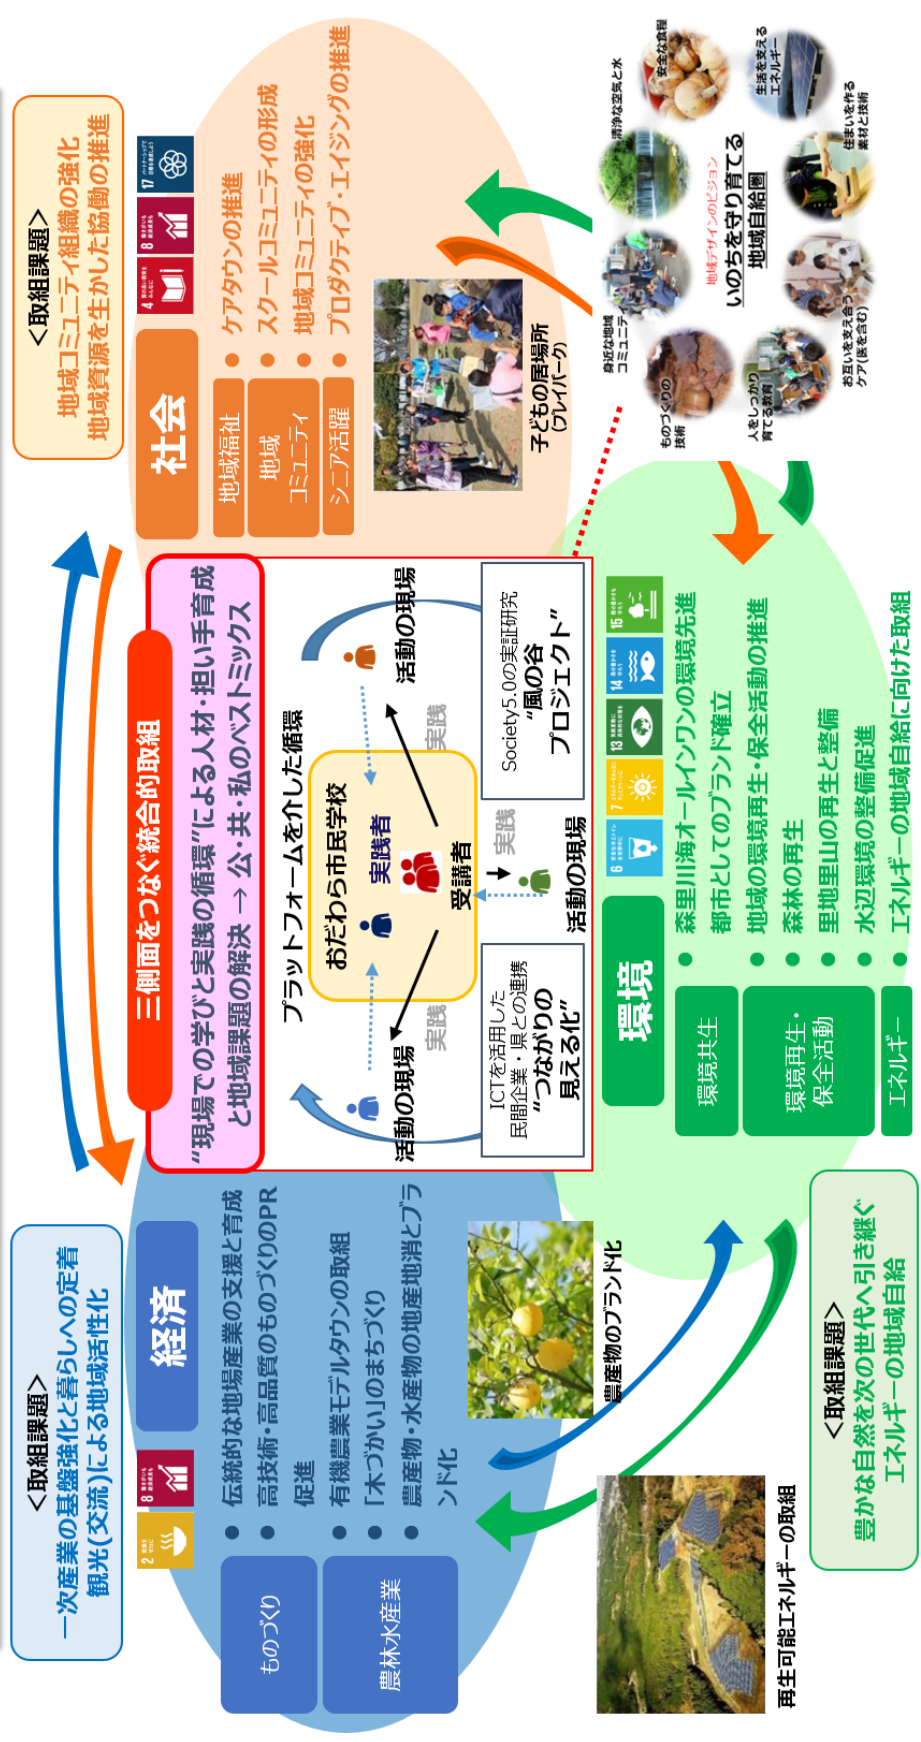 <取組課題>
一次産業の基盤強化と暮らしへの定着
観光(交流)による地域活性化
経済
2
8
ものづくり
● 伝統的な地場産業の支援と育成
● 高技術・高品質のものづくりのPR
促進
農林水産業
● 有機農業モデルタウンの取組
● 「木づかい」のまちづくり
● 農産物・水産物の地産地消とブラ
ンド化
農産物のブランド化
再生可能エネルギーの取組
三側面をつなぐ統合的取組
“現場での学びと実践の循環”による人材・担い手育成
と地域課題の解決 → 公・共・私のベストミックス
プラットフォームを介した循環
おだわら市民学校
実践者
受講者
活動の現場
実践
活動の現場
実践
実践
活動の現場
ICTを活用した
民間企業・県との連携
“つながりの
見える化”
Society5.0の実証研究
“風の谷
プロジェクト”
<取組課題>
地域コミュニティ組織の強化
地域資源を生かした協働の推進
社会
4
8
17
地域福祉
● ケアタウンの推進
地域
コミュニティ
● スクールコミュニティの形成
● 地域コミュニティの強化
シニア活躍
● プロダクティブ・エイジングの推進
子どもの居場所
(プレイパーク)
環境
6
7
13
14
15
環境共生
● 森里川海オールインワンの環境先進
都市としてのブランド確立
環境再生・
保全活動
● 地域の環境再生・保全活動の推進
● 森林の再生
● 里地里山の再生と整備
● 水辺環境の整備促進
エネルギー
● エネルギーの地域自給に向けた取組
<取組課題>
豊かな自然を次の世代へ引き継ぐ
エネルギーの地域自給
地域デザインのビジョン
いのちを守り育てる
地域自給圏
清浄な空気と水
安全な食糧
生活を支える
エネルギー
住まいを作る
素材と技術
お互いを支え合う
ケア(医を含む)
人をしっかり
育てる教育
ものづくりの
技術
身近な地域
コミュニティ